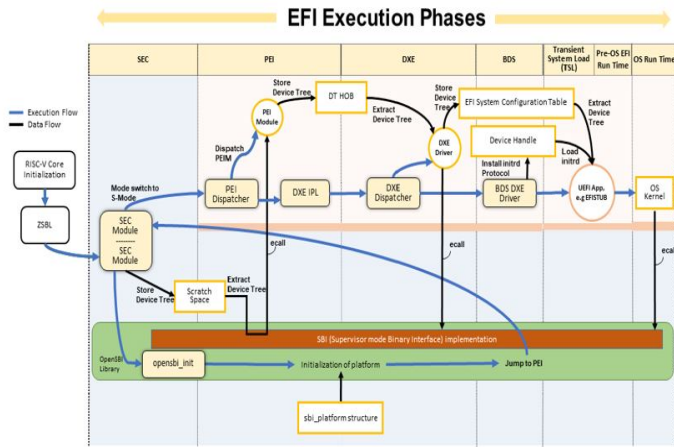 EFI Execution Phases
SEC
PEI
DXE
BDS
Transient
System Load
(TSL)
Pre-OS EFI
Run Time
OS Run Time
Execution Flow
Data Flow
RISC-V Core
Initialization
ZSBL
Mode switch to
S-Mode
SEC
Module
--------
SEC
Module
Store
Device Tree
Scratch
Space
Extract
Device Tree
PEI
Dispatcher
Dispatch
PEIM
PEI
Module
Store
Device Tree
DT HOB
Extract
Device Tree
DXE IPL
DXE
Dispatcher
DXE
Driver
Store
Device
Tree
EFI System Configuration Table
Extract
Device Tree
Device Handle
Install initrd
Protocol
Load
initrd
BDS DXE
Driver
UEFI App,
e.g EFISTUB
OS
Kernel
ecall
ecall
ecal
SBI (Supervisor mode Binary Interface) implementation
OpenSBI
Library
opensbi_init
Initialization of platform
Jump to PEI
sbi_platform structure